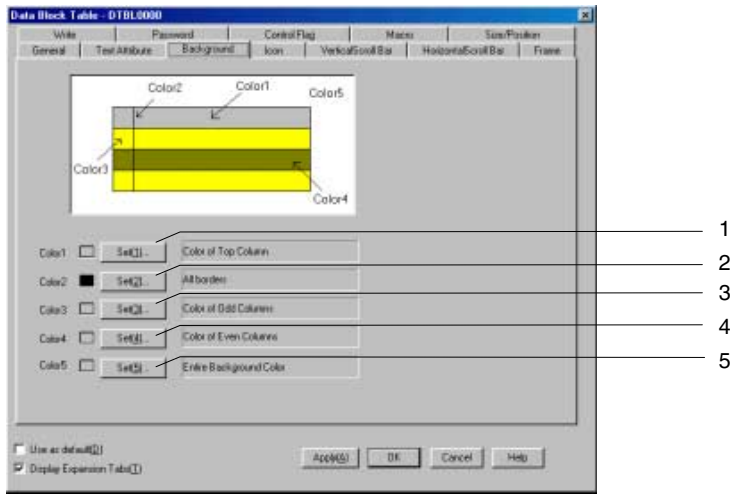 Data Block Table - DTBL0000
Write Password Control Flag Macro Size/Position
General Text Attribute Background Icon VerticalScroll Bar HorizontalScroll Bar Frame
Color2 Color1 Color5
Color3
Color4
1
Color1 Set(1)... Color of Top Column
2
Color2 Set(2)... All borders
3
Color3 Set(3)... Color of Odd Columns
4
Color4 Set(4)... Color of Even Columns
5
Color5 Set(5)... Entire Background Color
Use as default(D)
Apply(A) OK Cancel Help
Display Expansion Tabs(T)